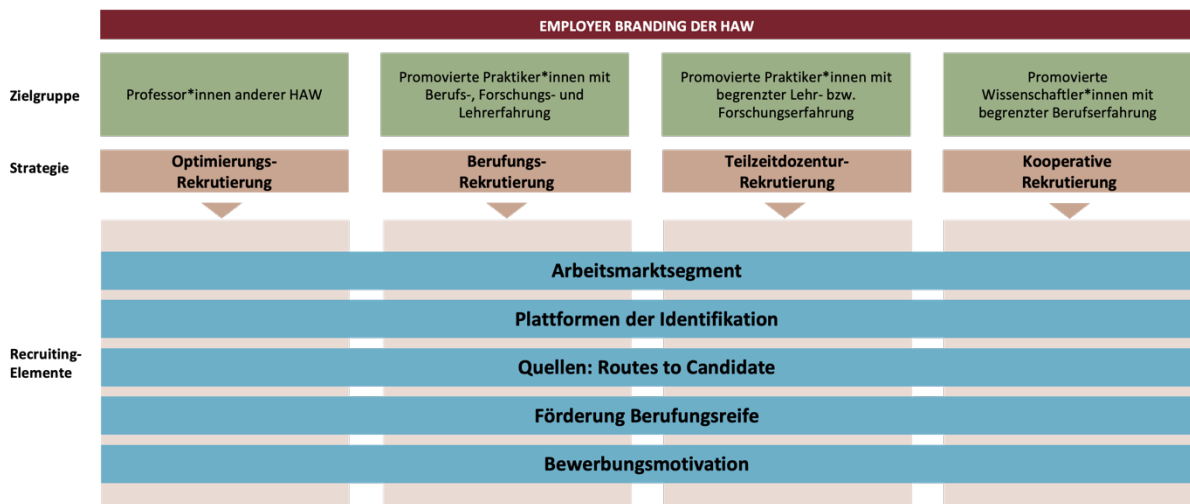 EMPLOYER BRANDING DER HAW
Zielgruppe
Professor*innen anderer HAW
Promovierte Praktiker*innen mit
Berufs-, Forschungs- und
Lehrerfahrung
Promovierte Praktiker*innen mit
begrenzter Lehr- bzw.
Forschungserfahrung
Promovierte
Wissenschaftler*innen mit
begrenzter Berufserfahrung
Strategie
Optimierungs-
Rekrutierung
Berufungs-
Rekrutierung
Teilzeitdozentur-
Rekrutierung
Kooperative
Rekrutierung
Recruiting-
Elemente
Arbeitsmarktsegment
Plattformen der Identifikation
Quellen: Routes to Candidate
Förderung Berufungsreife
Bewerbungsmotivation